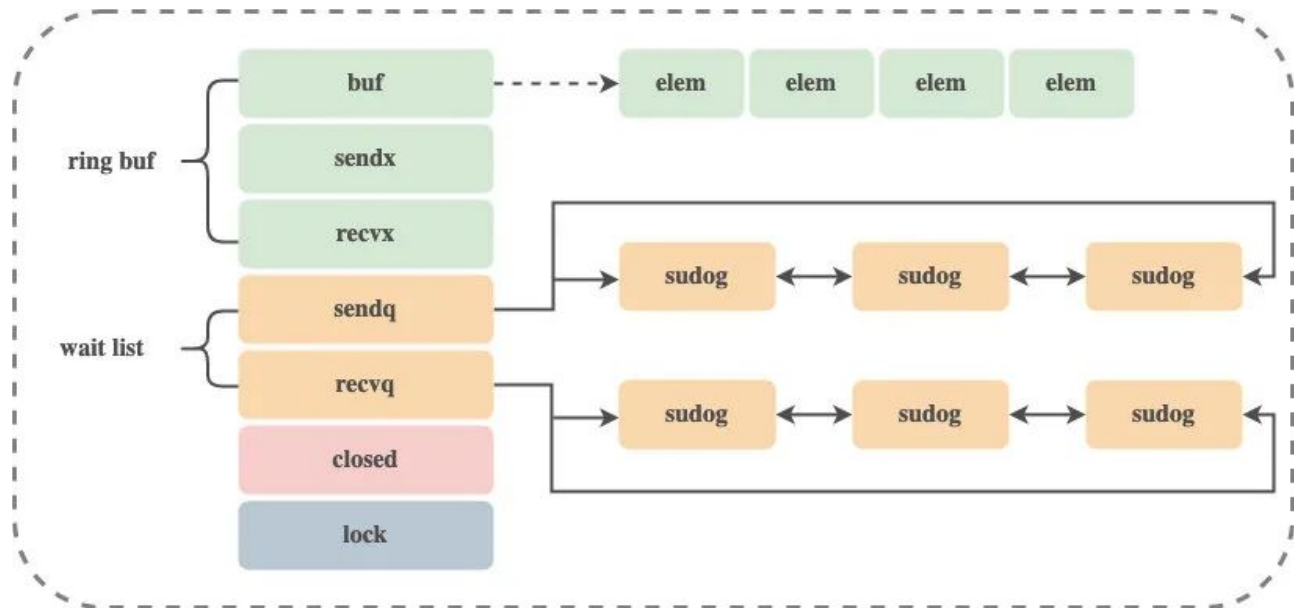 buf
elem elem elem elem
sendx
ring buf
recvx
sudog sudog sudog
sendq
wait list
recvq
sudog sudog sudog
closed
lock